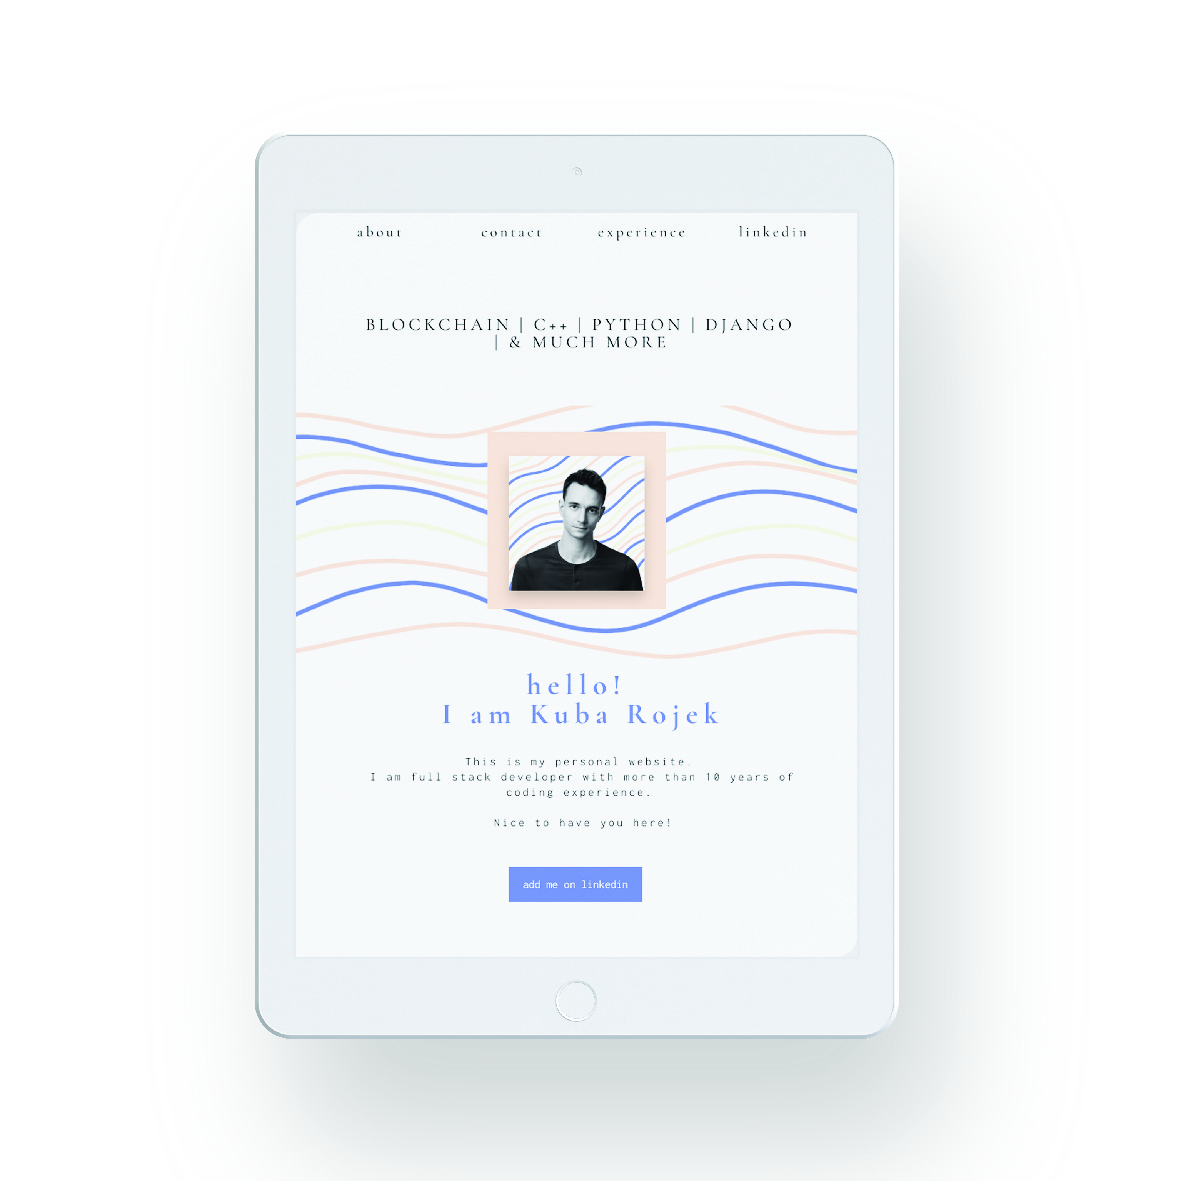 about contact experience linkedin
BLOCKCHAIN | C++ | PYTHON | DJANGO
| & MUCH MORE
hello!
I am Kuba Rojek
This is my personal website.
I am full stack developer with more than 10 years of
coding experience.
Nice to have you here!
add me on linkedin